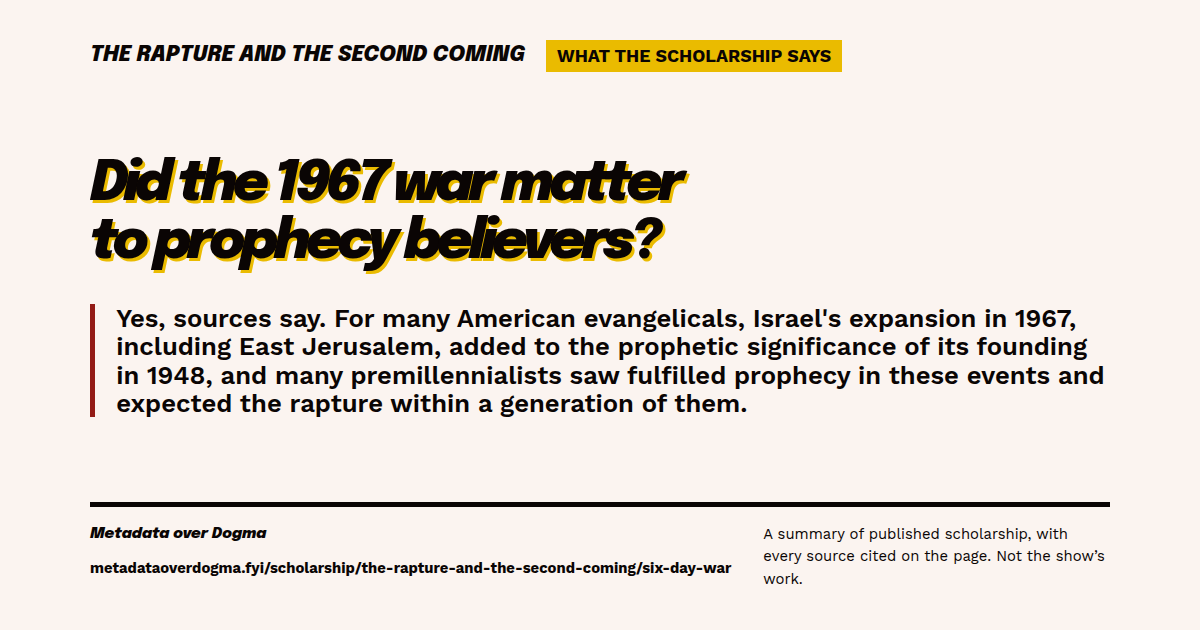 THE RAPTURE AND THE SECOND COMING
WHAT THE SCHOLARSHIP SAYS
Did the 1967 war matter
to prophecy believers?
Yes, sources say. For many American evangelicals, Israel's expansion in 1967,
including East Jerusalem, added to the prophetic significance of its founding
in 1948, and many premillennialists saw fulfilled prophecy in these events and
expected the rapture within a generation of them.
Metadata over Dogma
metadataoverdogma.fyi/scholarship/the-rapture-and-the-second-coming/six-day-war
A summary of published scholarship, with
every source cited on the page. Not the show’s
work.